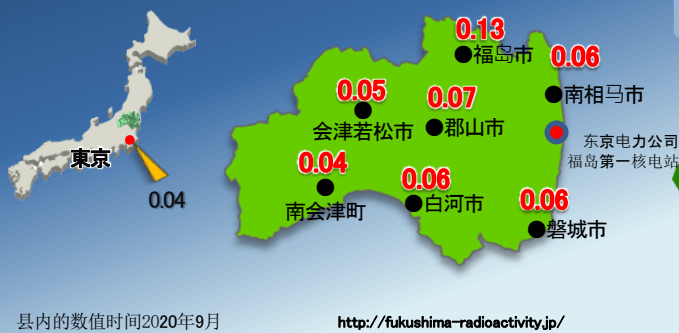 0.13
福岛市
0.06
南相马市
0.05
会津若松市
0.07
郡山市
东京电力公司
福岛第一核电站
東京
0.04
0.04
南会津町
0.06
白河市
0.06
磐城市
县内的数值时间2020年9月
http://fukushima-radioactivity.jp/